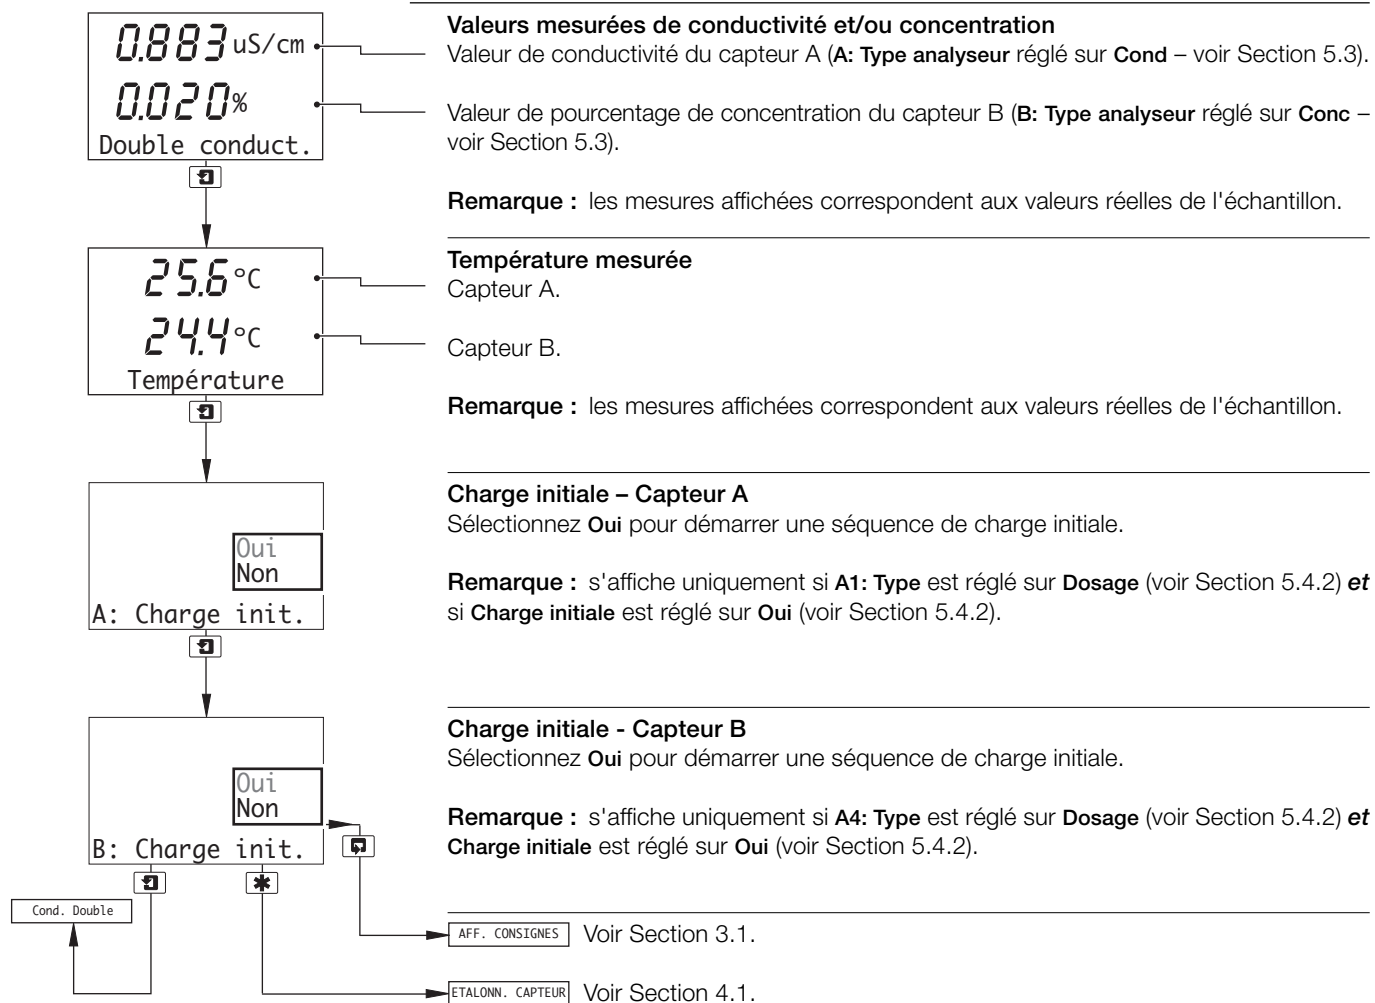 0.883 uS/cm
0.020 %
Double conduct.
Valeurs mesurées de conductivité et/ou concentration
Valeur de conductivité du capteur A (A: Type analyseur réglé sur Cond – voir Section 5.3).
Valeur de pourcentage de concentration du capteur B (B: Type analyseur réglé sur Conc –
voir Section 5.3).
Remarque : les mesures affichées correspondent aux valeurs réelles de l'échantillon.
25.6 °C
24.4 °C
Température
Température mesurée
Capteur A.
Capteur B.
Remarque : les mesures affichées correspondent aux valeurs réelles de l'échantillon.
Oui
Non
A: Charge init.
Charge initiale – Capteur A
Sélectionnez Oui pour démarrer une séquence de charge initiale.
Remarque : s'affiche uniquement si A1: Type est réglé sur Dosage (voir Section 5.4.2) et
si Charge initiale est réglé sur Oui (voir Section 5.4.2).
Oui
Non
B: Charge init.
Charge initiale - Capteur B
Sélectionnez Oui pour démarrer une séquence de charge initiale.
Remarque : s'affiche uniquement si A4: Type est réglé sur Dosage (voir Section 5.4.2) et
Charge initiale est réglé sur Oui (voir Section 5.4.2).
Cond. Double
AFF. CONSIGNES Voir Section 3.1.
ETALONN. CAPTEUR Voir Section 4.1.